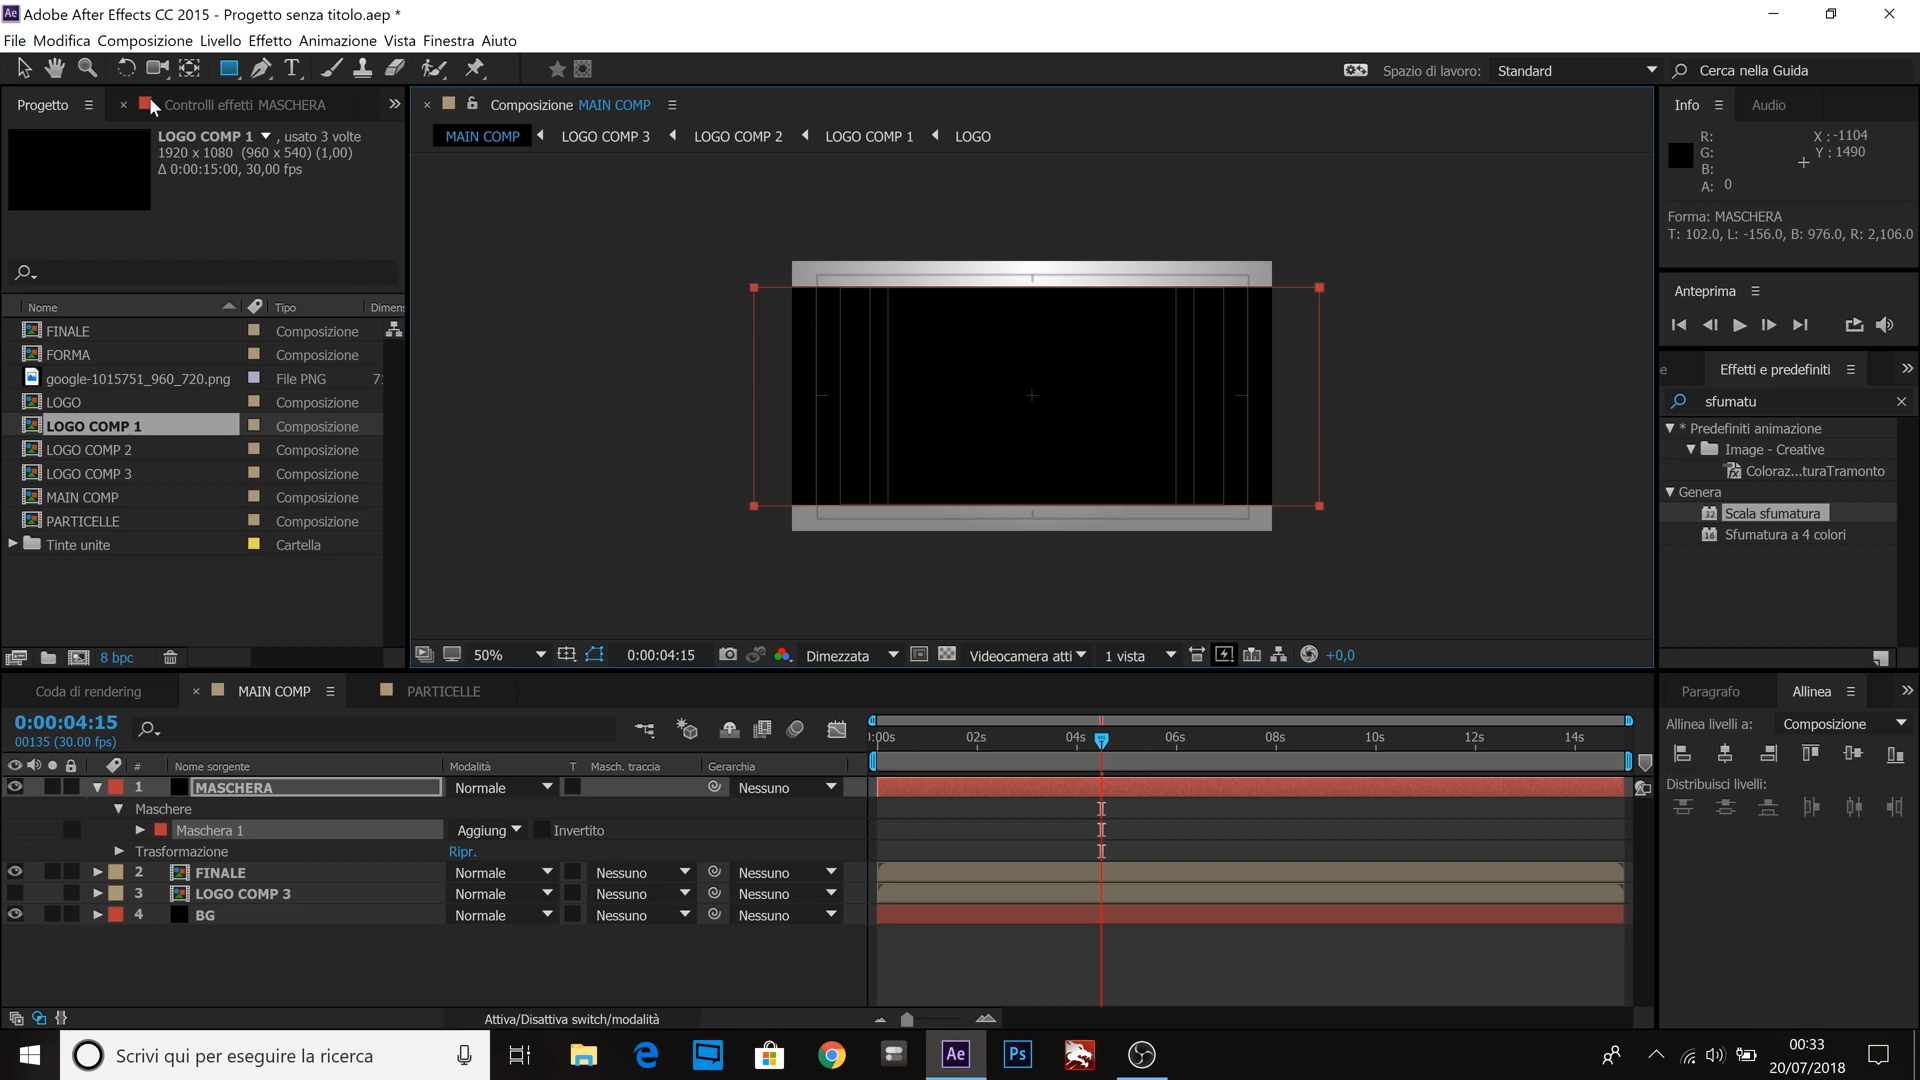 Ae Adobe After Effects CC 2015 - Progetto senza titolo.aep *
File Modifica Composizione Livello Effetto Animazione Vista Finestra Aiuto
Spazio di lavoro: Standard Cerca nella Guida
Progetto Controlli effetti MASCHERA
LOGO COMP 1 , usato 3 volte
1920 x 1080 (960 x 540) (1,00)
Δ 0:00:15:00, 30,00 fps
Nome Tipo Dimens
FINALE Composizione
FORMA Composizione
google-1015751_960_720.png File PNG 7
LOGO Composizione
LOGO COMP 1 Composizione
LOGO COMP 2 Composizione
LOGO COMP 3 Composizione
MAIN COMP Composizione
PARTICELLE Composizione
Tinte unite Cartella
8 bpc
Composizione MAIN COMP
MAIN COMP LOGO COMP 3 LOGO COMP 2 LOGO COMP 1 LOGO
50% 0:00:04:15 Dimezzata Videocamera atti 1 vista +0,0
Info Audio
R: X : -1104
G: Y : 1490
B:
A: 0
Forma: MASCHERA
T: 102.0, L: -156.0, B: 976.0, R: 2,106.0
Anteprima
e Effetti e predefiniti
sfumatu
* Predefiniti animazione
Image - Creative
Coloraz...turaTramonto
Genera
32 Scala sfumatura
16 Sfumatura a 4 colori
Coda di rendering MAIN COMP PARTICELLE
0:00:04:15
00135 (30.00 fps)
):00s 02s 04s 06s 08s 10s 12s 14s
# Nome sorgente Modalità T Masch. traccia Gerarchia
1 MASCHERA Normale Nessuno
Maschere
Maschera 1 Aggiung Invertito
Trasformazione Ripr.
2 FINALE Normale Nessuno Nessuno
3 LOGO COMP 3 Normale Nessuno Nessuno
4 BG Normale Nessuno Nessuno
Attiva/Disattiva switch/modalità
Paragrafo Allinea
Allinea livelli a: Composizione
Distribuisci livelli:
Scrivi qui per eseguire la ricerca
Ae Ps
00:33
20/07/2018